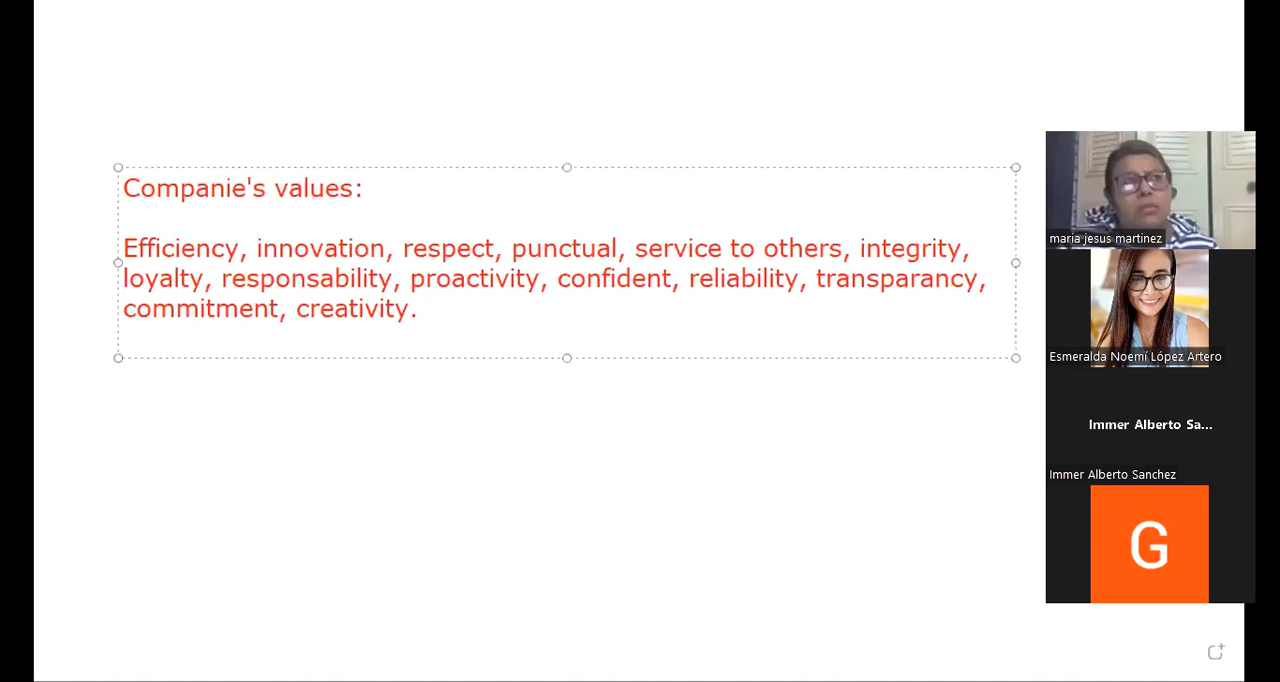 Companie's values:
Efficiency, innovation, respect, punctual, service to others, integrity,
loyalty, responsability, proactivity, confident, reliability, transparancy,
commitment, creativity.
maria jesus martinez
Esmeralda Noemí López Artero
Immer Alberto Sa...
Immer Alberto Sanchez
G